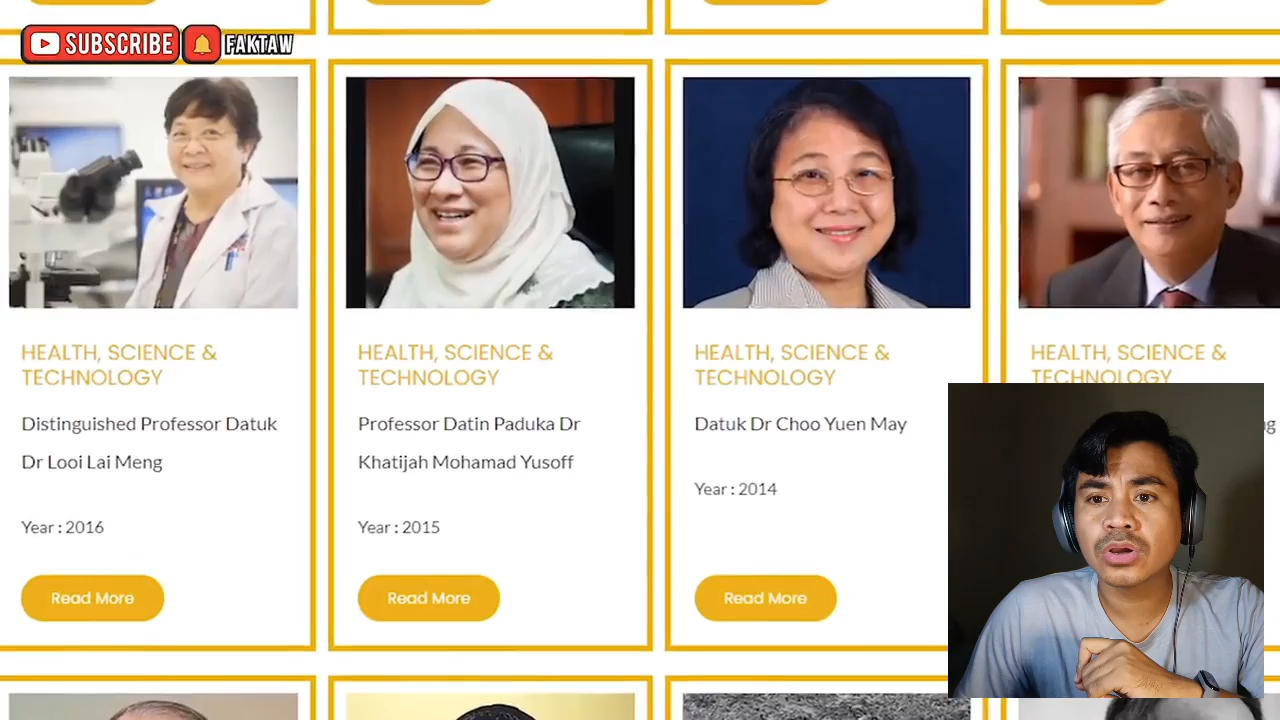 SUBSCRIBE
FAKTAW
HEALTH, SCIENCE &
TECHNOLOGY
Distinguished Professor Datuk
Dr Looi Lai Meng
Year : 2016
Read More
HEALTH, SCIENCE &
TECHNOLOGY
Professor Datin Paduka Dr
Khatijah Mohamad Yusoff
Year : 2015
Read More
HEALTH, SCIENCE &
TECHNOLOGY
Datuk Dr Choo Yuen May
Year : 2014
Read More
HEALTH, SCIENCE &
TECHNOLOGY